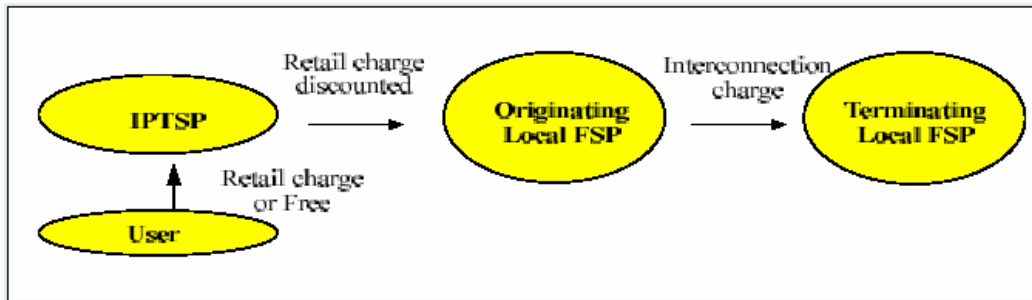 Retail charge
discounted
Interconnection
charge
IPTSP
Originating
Local FSP
Terminating
Local FSP
Retail charge
or Free
User